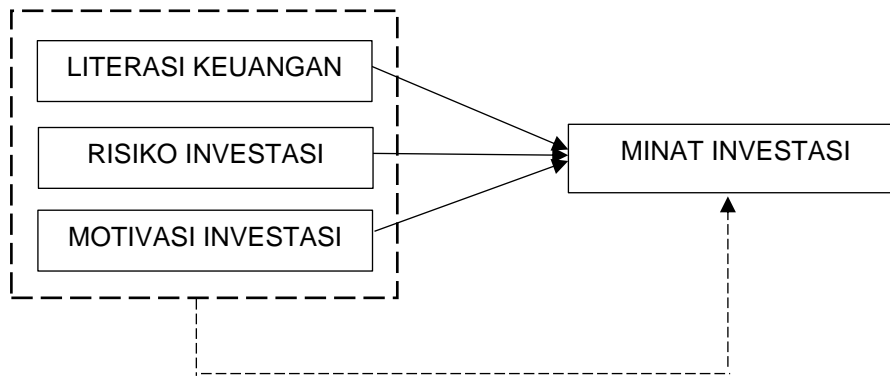 LITERASI KEUANGAN
RISIKO INVESTASI
MINAT INVESTASI
MOTIVASI INVESTASI